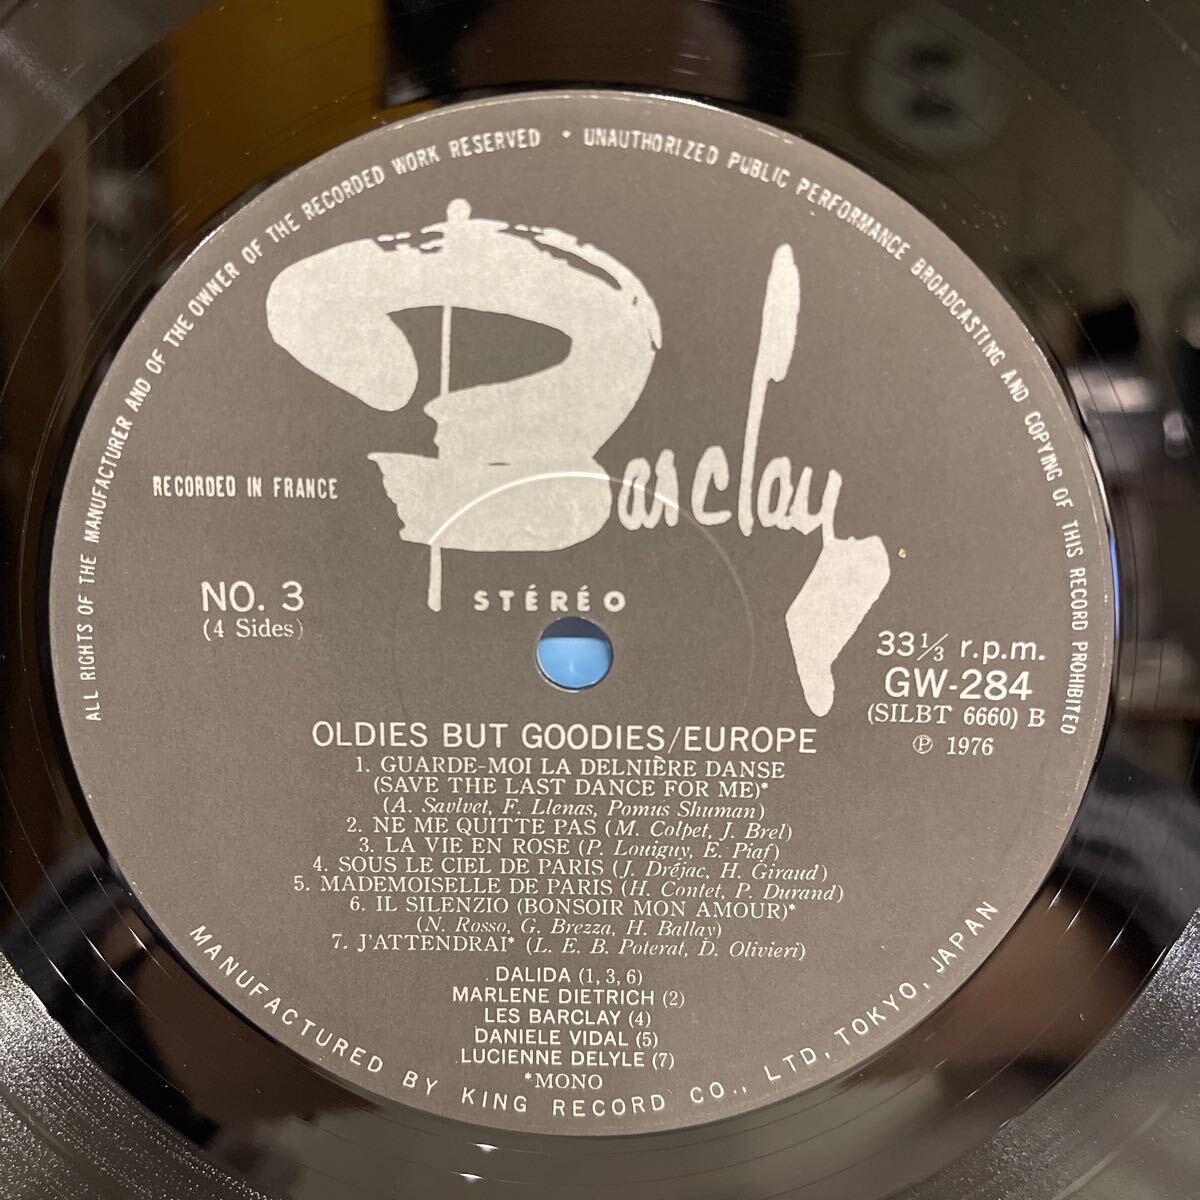 ALL RIGHTS OF THE MANUFACTURER AND OF THE OWNER OF THE RECORDED WORK RESERVED * UNAUTHORIZED PUBLIC PERFORMANCE BROADCASTING AND COPYING OF THIS RECORD PROHIBITED
Barclay
RECORDED IN FRANCE
STÉRÉO
NO. 3
(4 Sides)
33⅓ r.p.m.
GW-284
(SILBT 6660) B
℗ 1976
OLDIES BUT GOODIES/EUROPE
1. GUARDE-MOI LA DELNIÈRE DANSE
(SAVE THE LAST DANCE FOR ME)*
(A. Savlvet, F. Llenas, Pomus Shuman)
2. NE ME QUITTE PAS (M. Colpet, J. Brel)
3. LA VIE EN ROSE (P. Louiguy, E. Piaf)
4. SOUS LE CIEL DE PARIS (J. Dréjac, H. Giraud)
5. MADEMOISELLE DE PARIS (H. Contet, P. Durand)
6. IL SILENZIO (BONSOIR MON AMOUR)*
(N. Rosso, G. Brezza, H. Ballay)
7. J'ATTENDRAI* (L. E. B. Poterat, D. Olivieri)
DALIDA (1, 3, 6)
MARLENE DIETRICH (2)
LES BARCLAY (4)
DANIELE VIDAL (5)
LUCIENNE DELYLE (7)
*MONO
MANUFACTURED BY KING RECORD CO., LTD, TOKYO, JAPAN